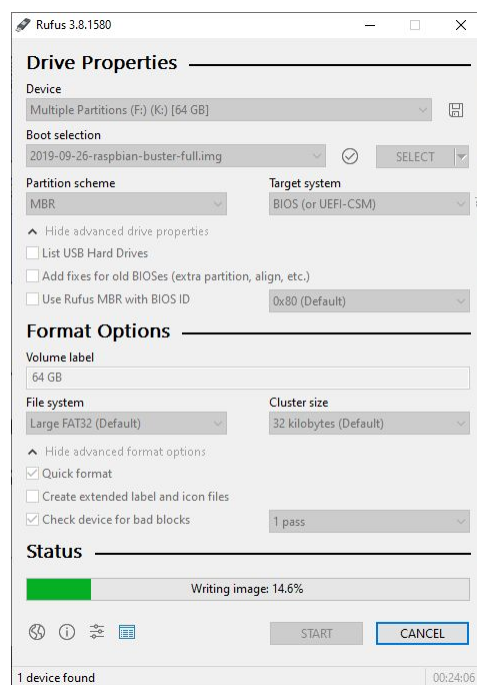 Rufus 3.8.1580
Drive Properties
Device
Multiple Partitions (F:) (K:) [64 GB]
Boot selection
2019-09-26-raspbian-buster-full.img
SELECT
Partition scheme
Target system
MBR
BIOS (or UEFI-CSM)
Hide advanced drive properties
List USB Hard Drives
Add fixes for old BIOSes (extra partition, align, etc.)
Use Rufus MBR with BIOS ID
0x80 (Default)
Format Options
Volume label
64 GB
File system
Cluster size
Large FAT32 (Default)
32 kilobytes (Default)
Hide advanced format options
Quick format
Create extended label and icon files
Check device for bad blocks
1 pass
Status
Writing image: 14.6%
START
CANCEL
1 device found
00:24:06